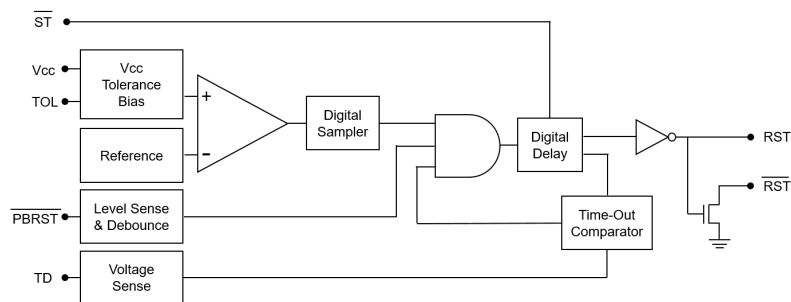 ST
Vcc
TOL
Vcc
Tolerance
Bias
+
-
Reference
Digital
Sampler
Digital
Delay
RST
RST
PBRST
Level Sense
& Debounce
Time-Out
Comparator
TD
Voltage
Sense